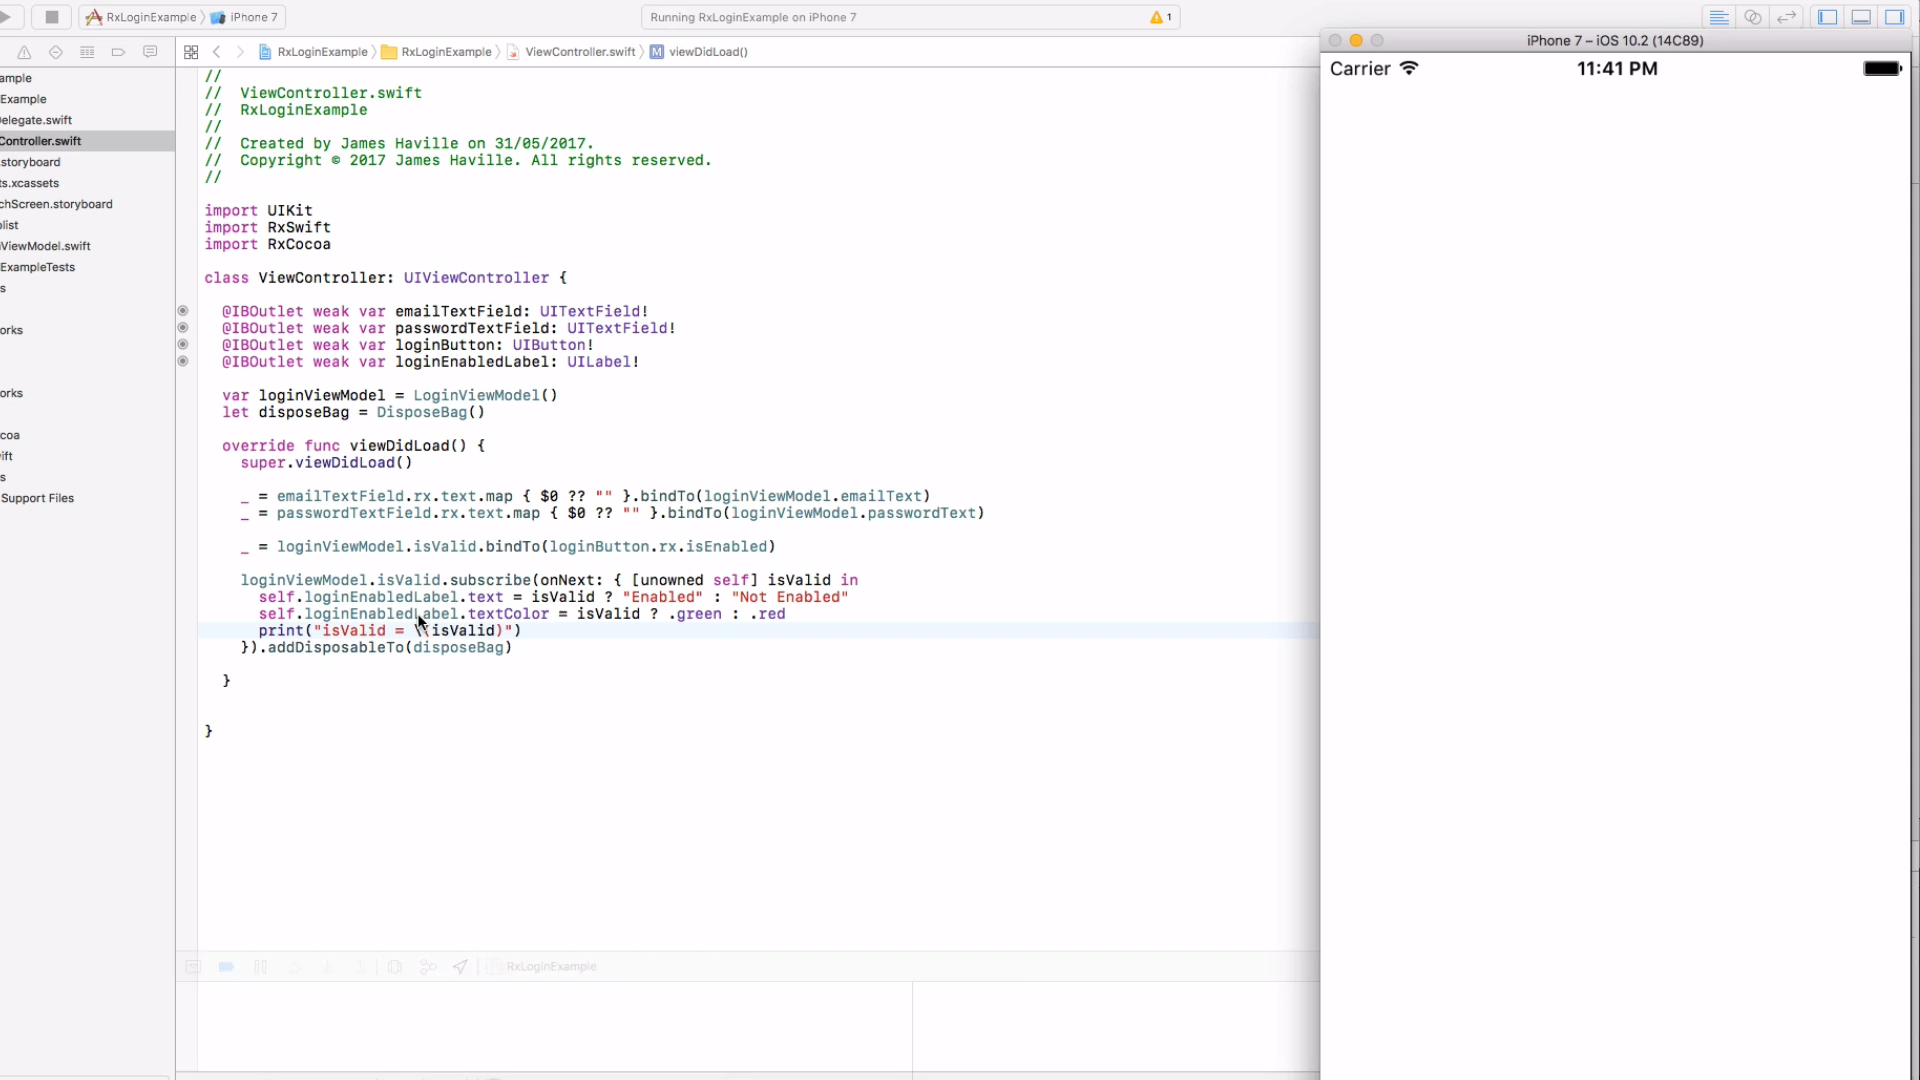 RxLoginExample
iPhone 7
Running RxLoginExample on iPhone 7
1
RxLoginExample
RxLoginExample
ViewController.swift
M
viewDidLoad()
ample
Example
elegate.swift
Controller.swift
.storyboard
ts.xcassets
chScreen.storyboard
olist
ViewModel.swift
ExampleTests
s
orks
orks
coa
ift
s
Support Files
//
// ViewController.swift
// RxLoginExample
//
// Created by James Haville on 31/05/2017.
// Copyright © 2017 James Haville. All rights reserved.
//
import UIKit
import RxSwift
import RxCocoa
class ViewController: UIViewController {
@IBOutlet weak var emailTextField: UITextField!
@IBOutlet weak var passwordTextField: UITextField!
@IBOutlet weak var loginButton: UIButton!
@IBOutlet weak var loginEnabledLabel: UILabel!
var loginViewModel = LoginViewModel()
let disposeBag = DisposeBag()
override func viewDidLoad() {
super.viewDidLoad()
_ = emailTextField.rx.text.map { $0 ?? "" }.bindTo(loginViewModel.emailText)
_ = passwordTextField.rx.text.map { $0 ?? "" }.bindTo(loginViewModel.passwordText)
_ = loginViewModel.isValid.bindTo(loginButton.rx.isEnabled)
loginViewModel.isValid.subscribe(onNext: { [unowned self] isValid in
self.loginEnabledLabel.text = isValid ? "Enabled" : "Not Enabled"
self.loginEnabledLabel.textColor = isValid ? .green : .red
print("isValid = \(isValid)")
}).addDisposableTo(disposeBag)
}
}
RxLoginExample
iPhone 7 – iOS 10.2 (14C89)
Carrier
11:41 PM